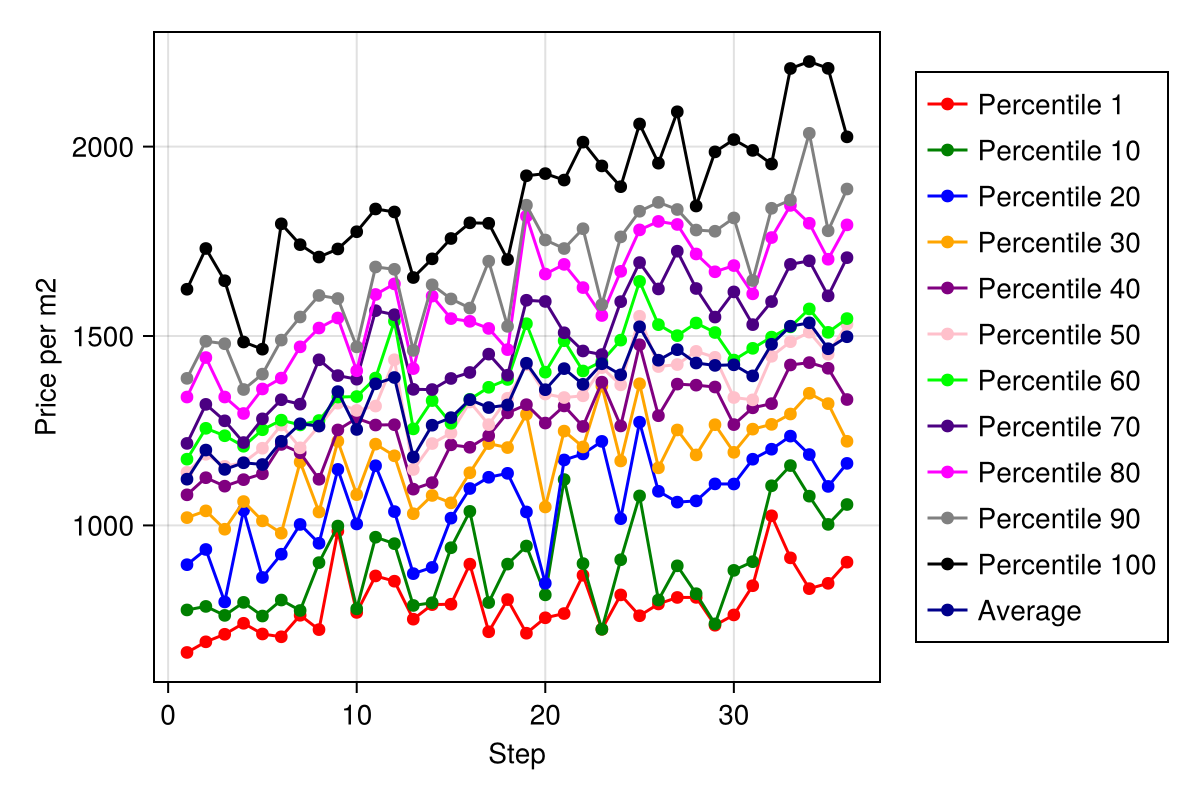 2000
1500
1000
Price per m2
0 10 20 30
Step
Percentile 1
Percentile 10
Percentile 20
Percentile 30
Percentile 40
Percentile 50
Percentile 60
Percentile 70
Percentile 80
Percentile 90
Percentile 100
Average